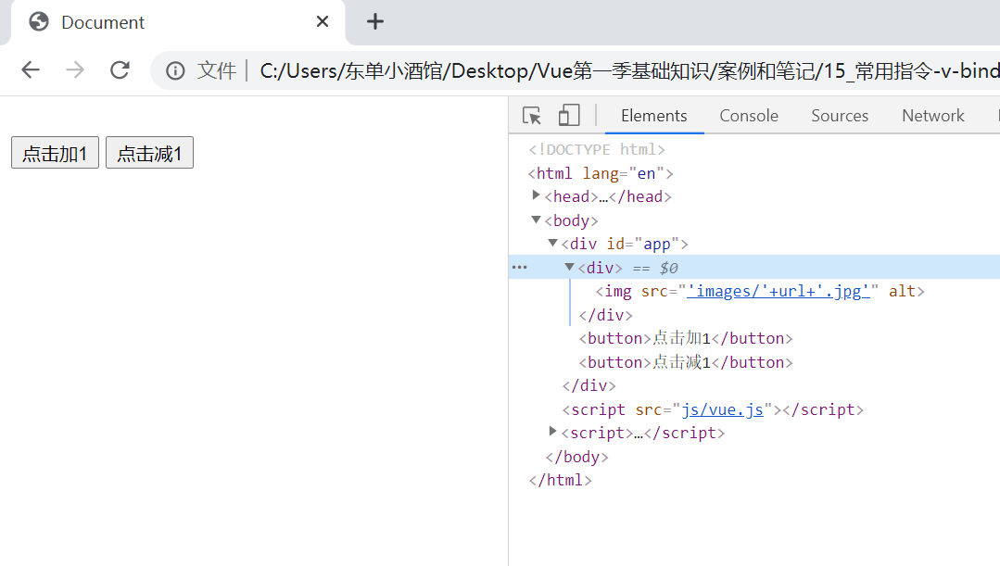 Document
文件 C:/Users/东单小酒馆/Desktop/Vue第一季基础知识/案例和笔记/15_常用指令-v-bind
点击加1 点击减1
Elements Console Sources Network
<!DOCTYPE html>
<html lang="en">
<head>…</head>
<body>
<div id="app">
<div> == $0
<img src="'images/'+url+'.jpg'" alt>
</div>
<button>点击加1</button>
<button>点击减1</button>
</div>
<script src="js/vue.js"></script>
<script>…</script>
</body>
</html>